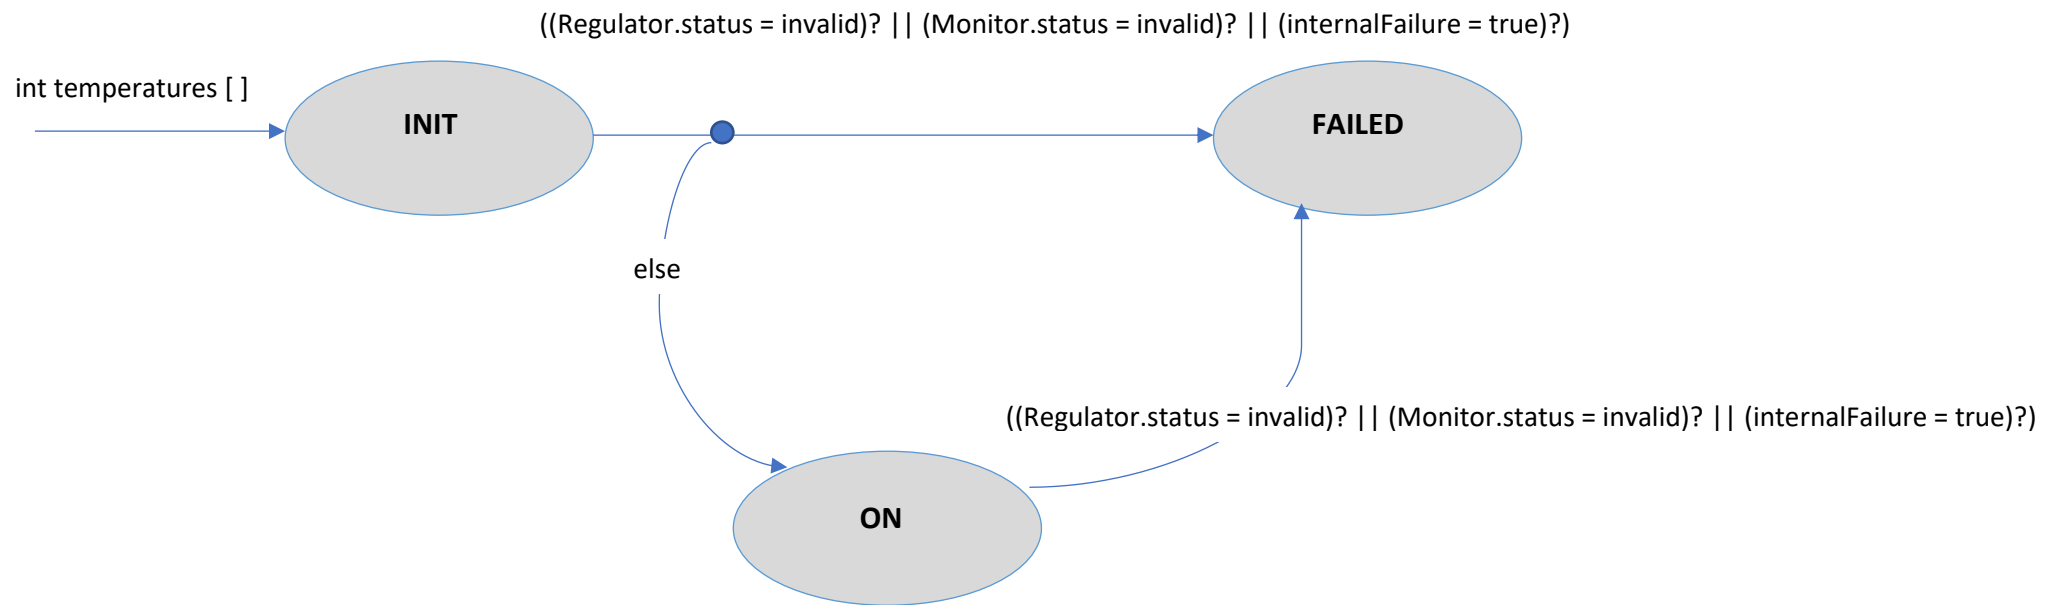 ((Regulator.status = invalid)? || (Monitor.status = invalid)? || (internalFailure = true)?)
int temperatures [ ]
INIT
FAILED
else
((Regulator.status = invalid)? || (Monitor.status = invalid)? || (internalFailure = true)?)
ON